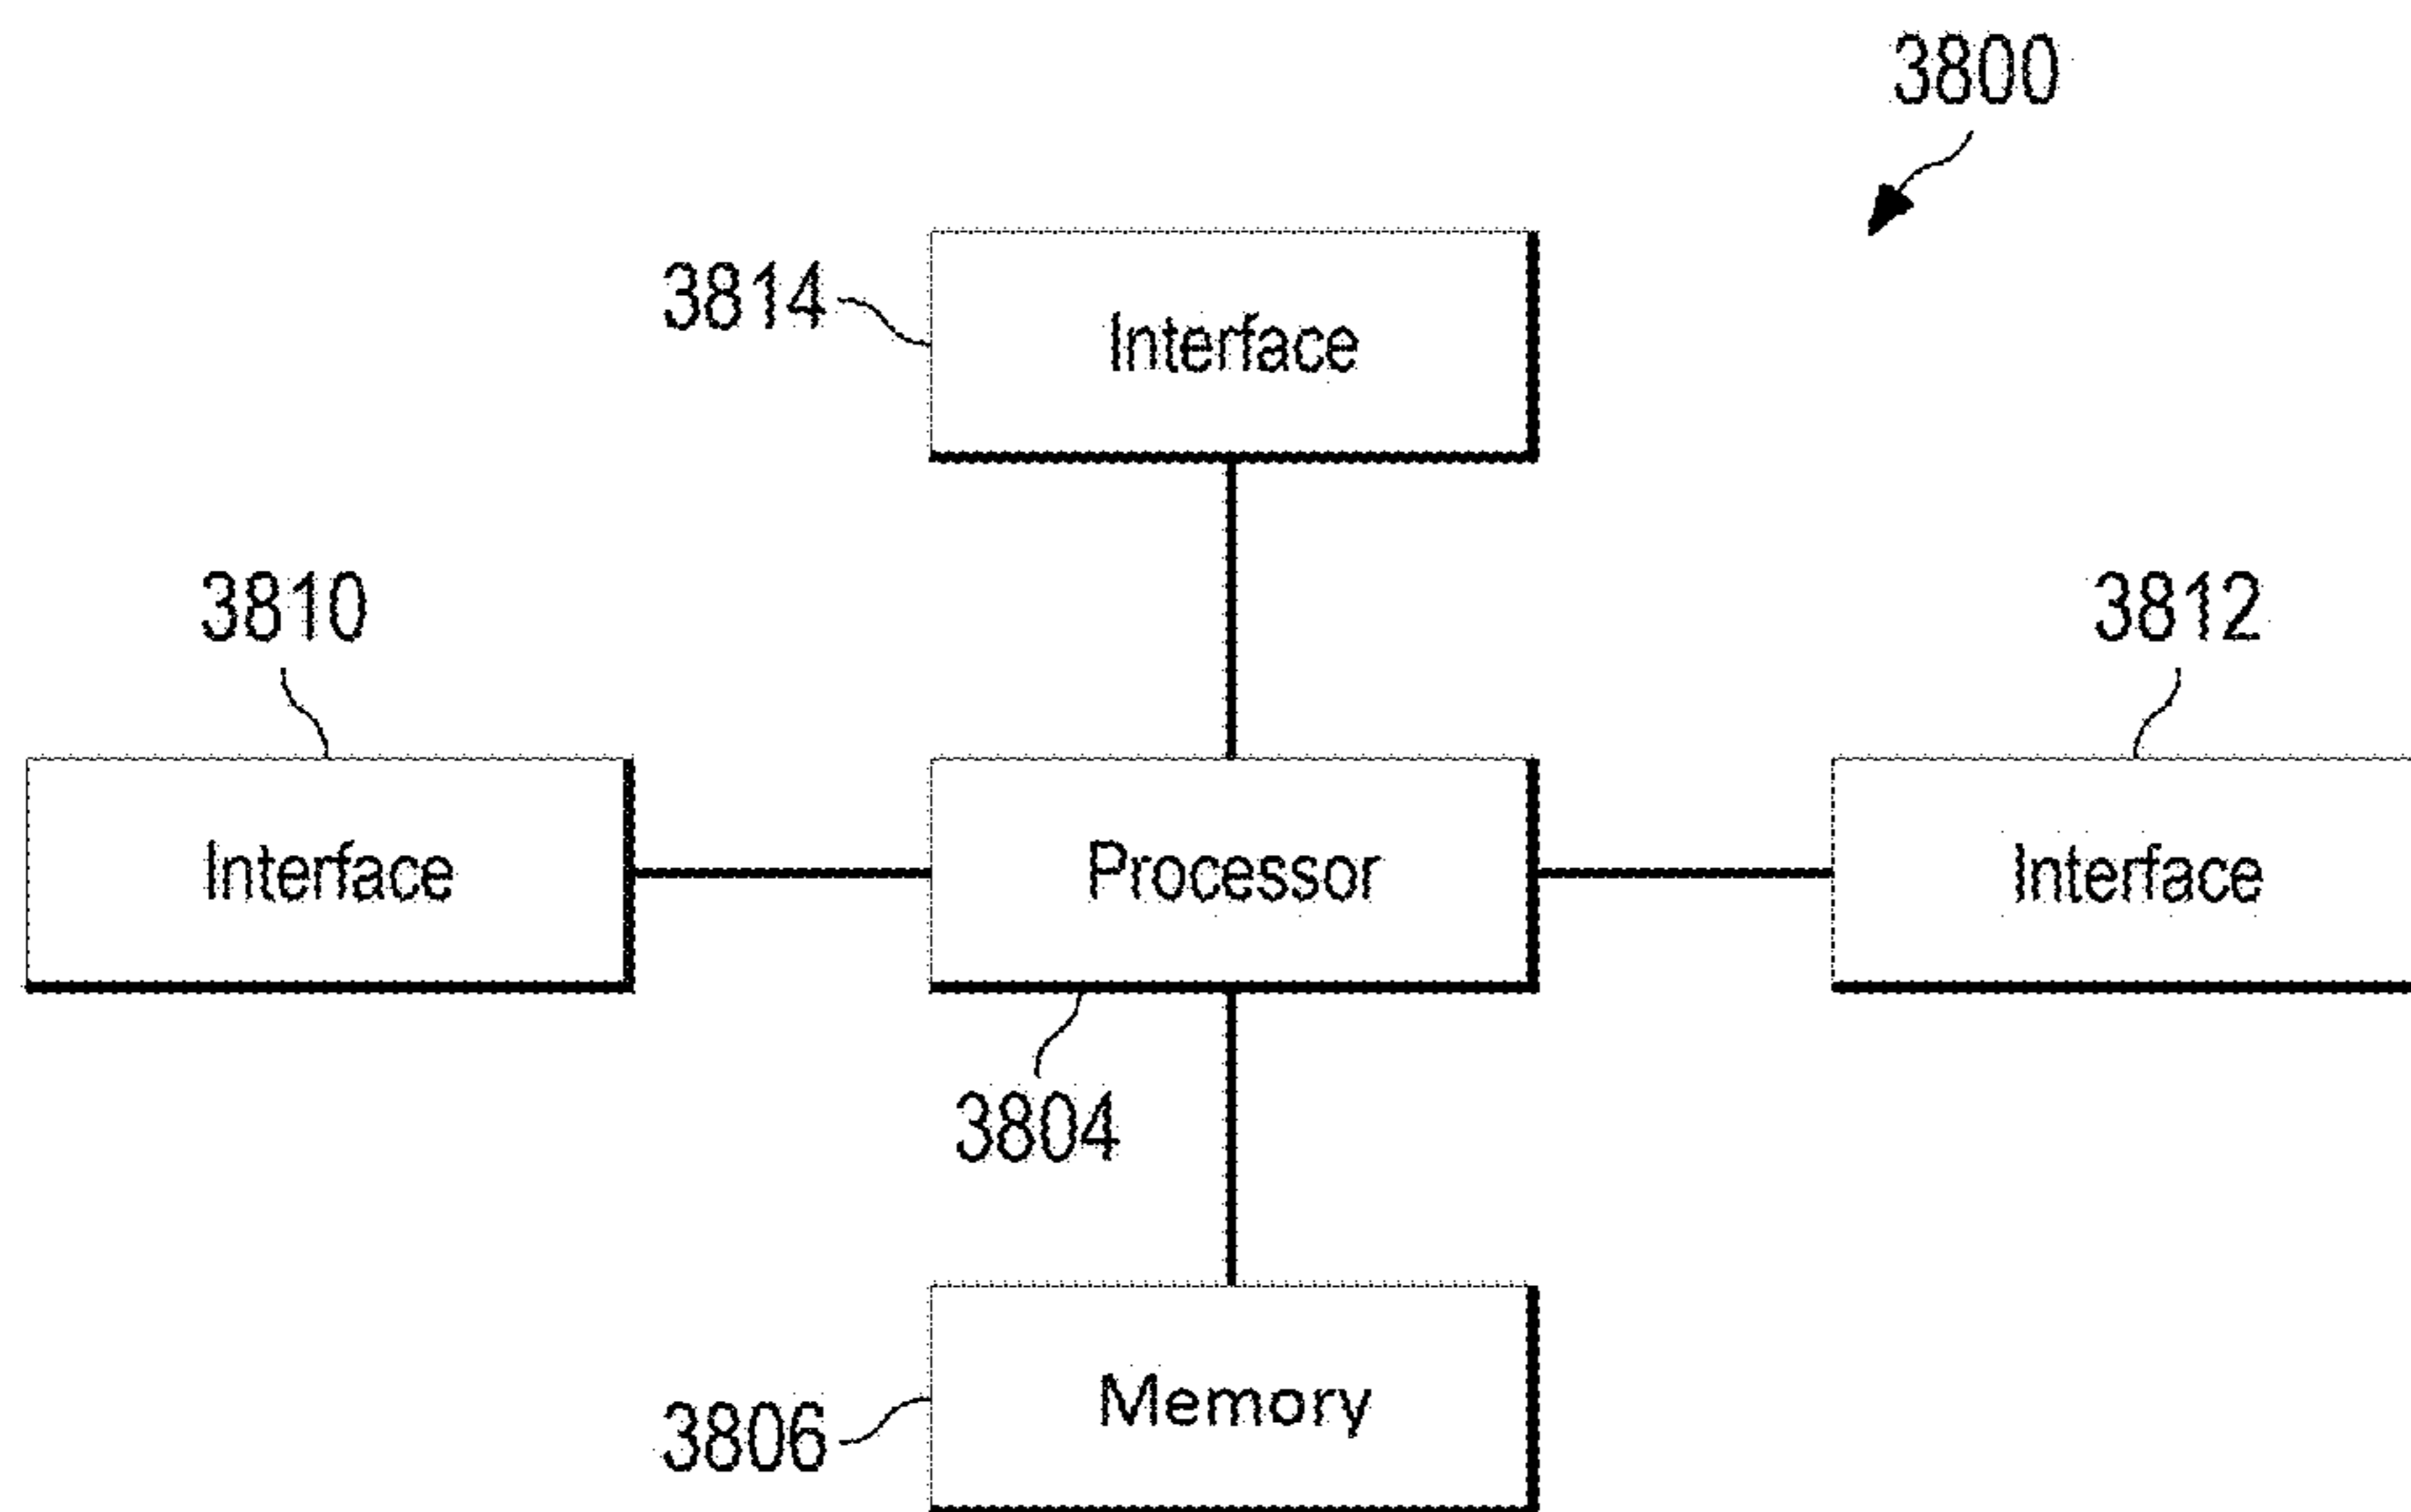 3800
3814
Interface
3810
3812
Interface
Processor
Interface
3804
Memory
3806